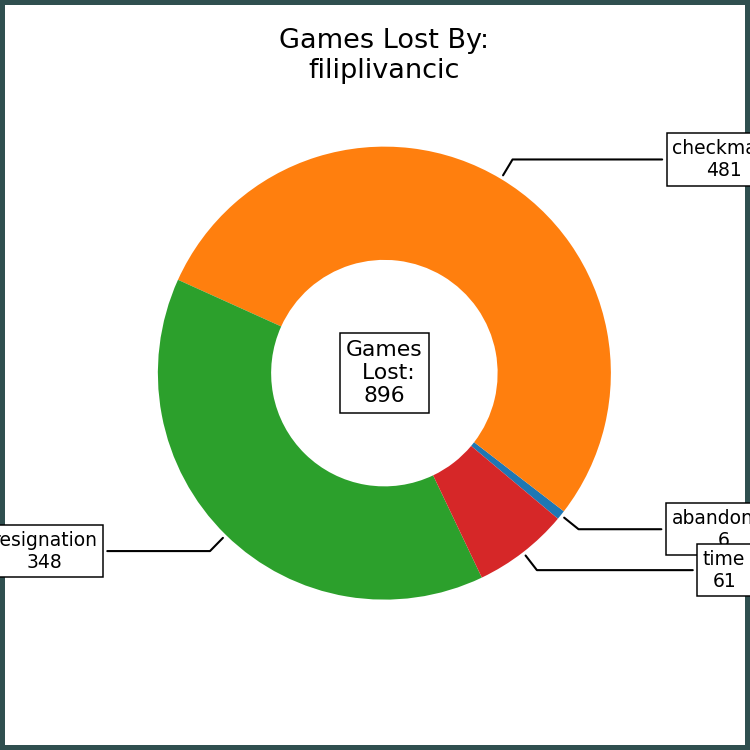 Games Lost By:
filiplivancic
checkma
481
Games
Lost:
896
abandon
6
time
61
esignation
348